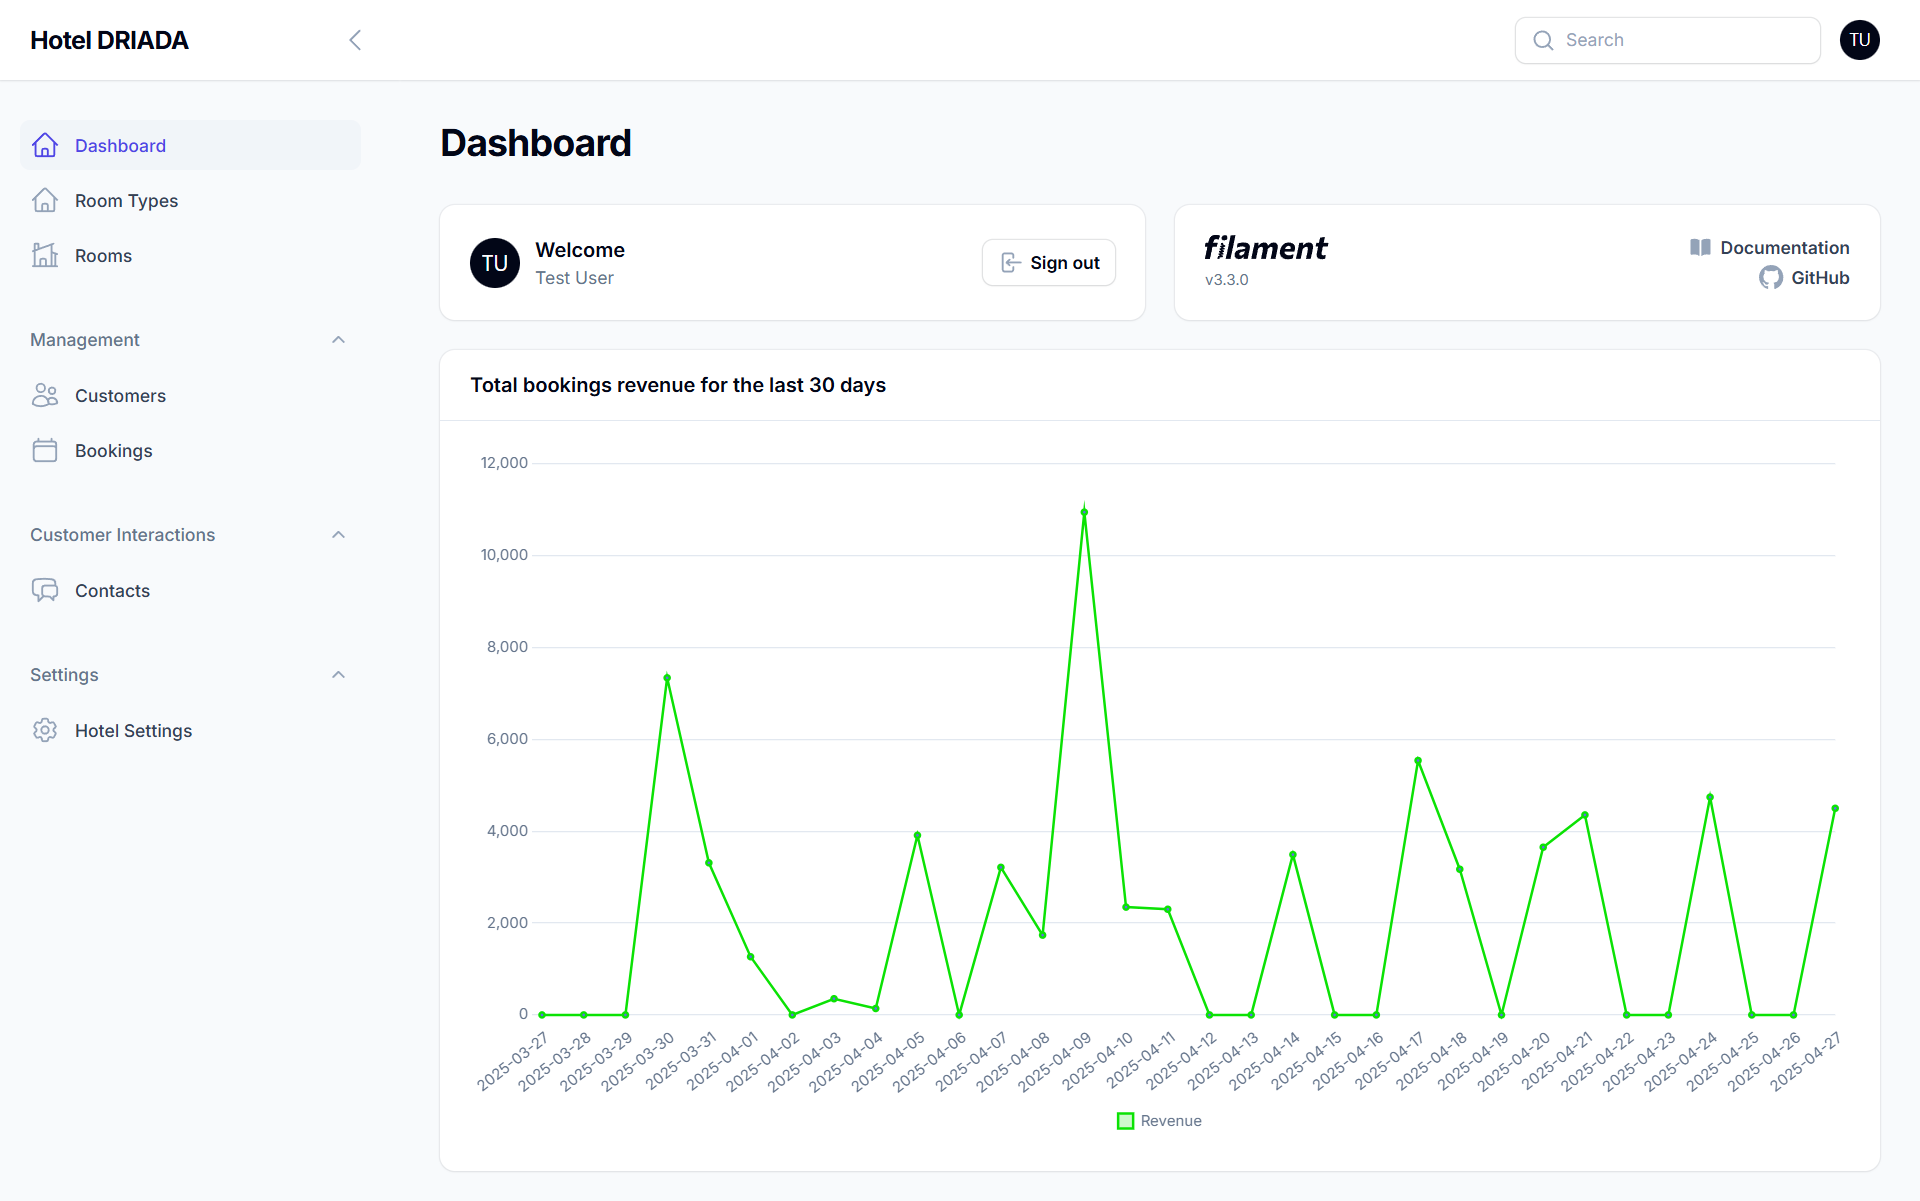 Hotel DRIADA
Search
TU
Dashboard
Room Types
Rooms
Management
Customers
Bookings
Customer Interactions
Contacts
Settings
Hotel Settings
Dashboard
TU
Welcome
Test User
Sign out
filament
v3.3.0
Documentation
GitHub
Total bookings revenue for the last 30 days
12,000
10,000
8,000
6,000
4,000
2,000
0
2025-03-27
2025-03-28
2025-03-29
2025-03-30
2025-03-31
2025-04-01
2025-04-02
2025-04-03
2025-04-04
2025-04-05
2025-04-06
2025-04-07
2025-04-08
2025-04-09
2025-04-10
2025-04-11
2025-04-12
2025-04-13
2025-04-14
2025-04-15
2025-04-16
2025-04-17
2025-04-18
2025-04-19
2025-04-20
2025-04-21
2025-04-22
2025-04-23
2025-04-24
2025-04-25
2025-04-26
2025-04-27
Revenue